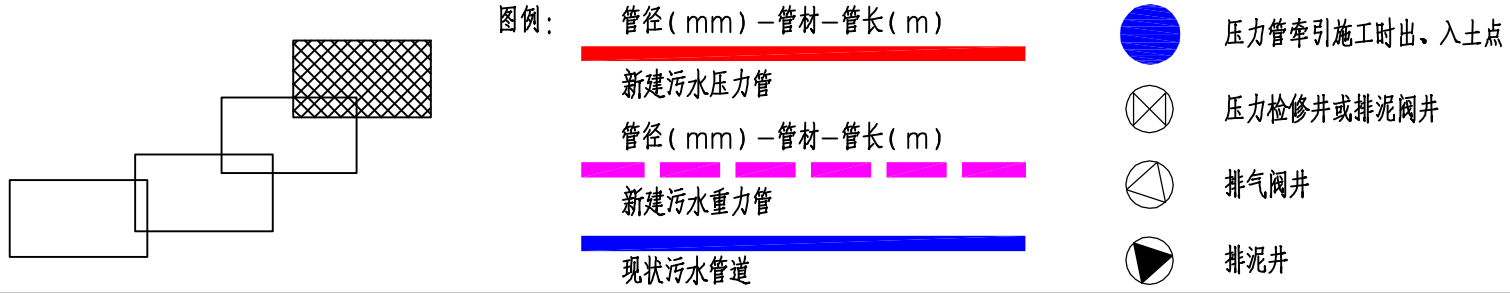 图例:
管径(mm)-管材-管长(m)
新建污水压力管
管径(mm)-管材-管长(m)
新建污水重力管
现状污水管道
压力管牵引施工时出、入土点
压力检修井或排泥阀井
排气阀井
排泥井